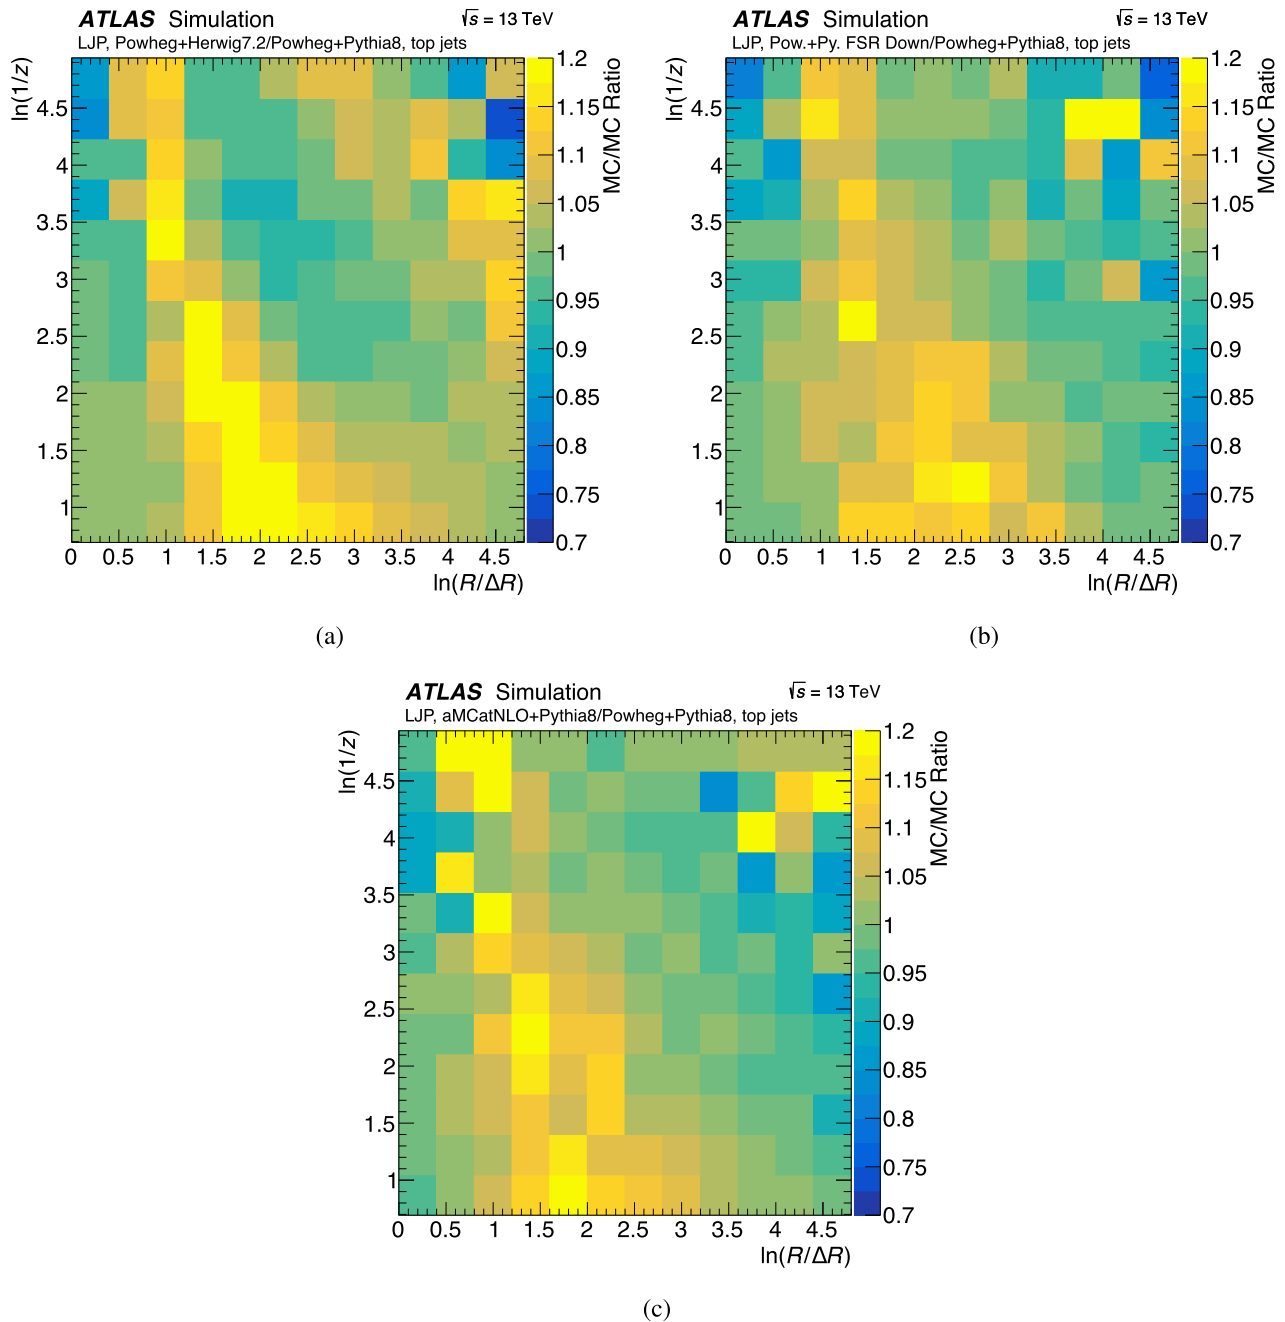 ATLAS Simulation
√s = 13 TeV
LJP, Powheg+Herwig7.2/Powheg+Pythia8, top jets
ln(1/z)
4.5
4
3.5
3
2.5
2
1.5
1
0 0.5 1 1.5 2 2.5 3 3.5 4 4.5
ln(R/ΔR)
1.2
1.15
1.1
1.05
1
0.95
0.9
0.85
0.8
0.75
0.7
MC/MC Ratio
(a)
ATLAS Simulation
√s = 13 TeV
LJP, Pow.+Py. FSR Down/Powheg+Pythia8, top jets
ln(1/z)
4.5
4
3.5
3
2.5
2
1.5
1
0 0.5 1 1.5 2 2.5 3 3.5 4 4.5
ln(R/ΔR)
1.2
1.15
1.1
1.05
1
0.95
0.9
0.85
0.8
0.75
0.7
MC/MC Ratio
(b)
ATLAS Simulation
√s = 13 TeV
LJP, aMCatNLO+Pythia8/Powheg+Pythia8, top jets
ln(1/z)
4.5
4
3.5
3
2.5
2
1.5
1
0 0.5 1 1.5 2 2.5 3 3.5 4 4.5
ln(R/ΔR)
1.2
1.15
1.1
1.05
1
0.95
0.9
0.85
0.8
0.75
0.7
MC/MC Ratio
(c)